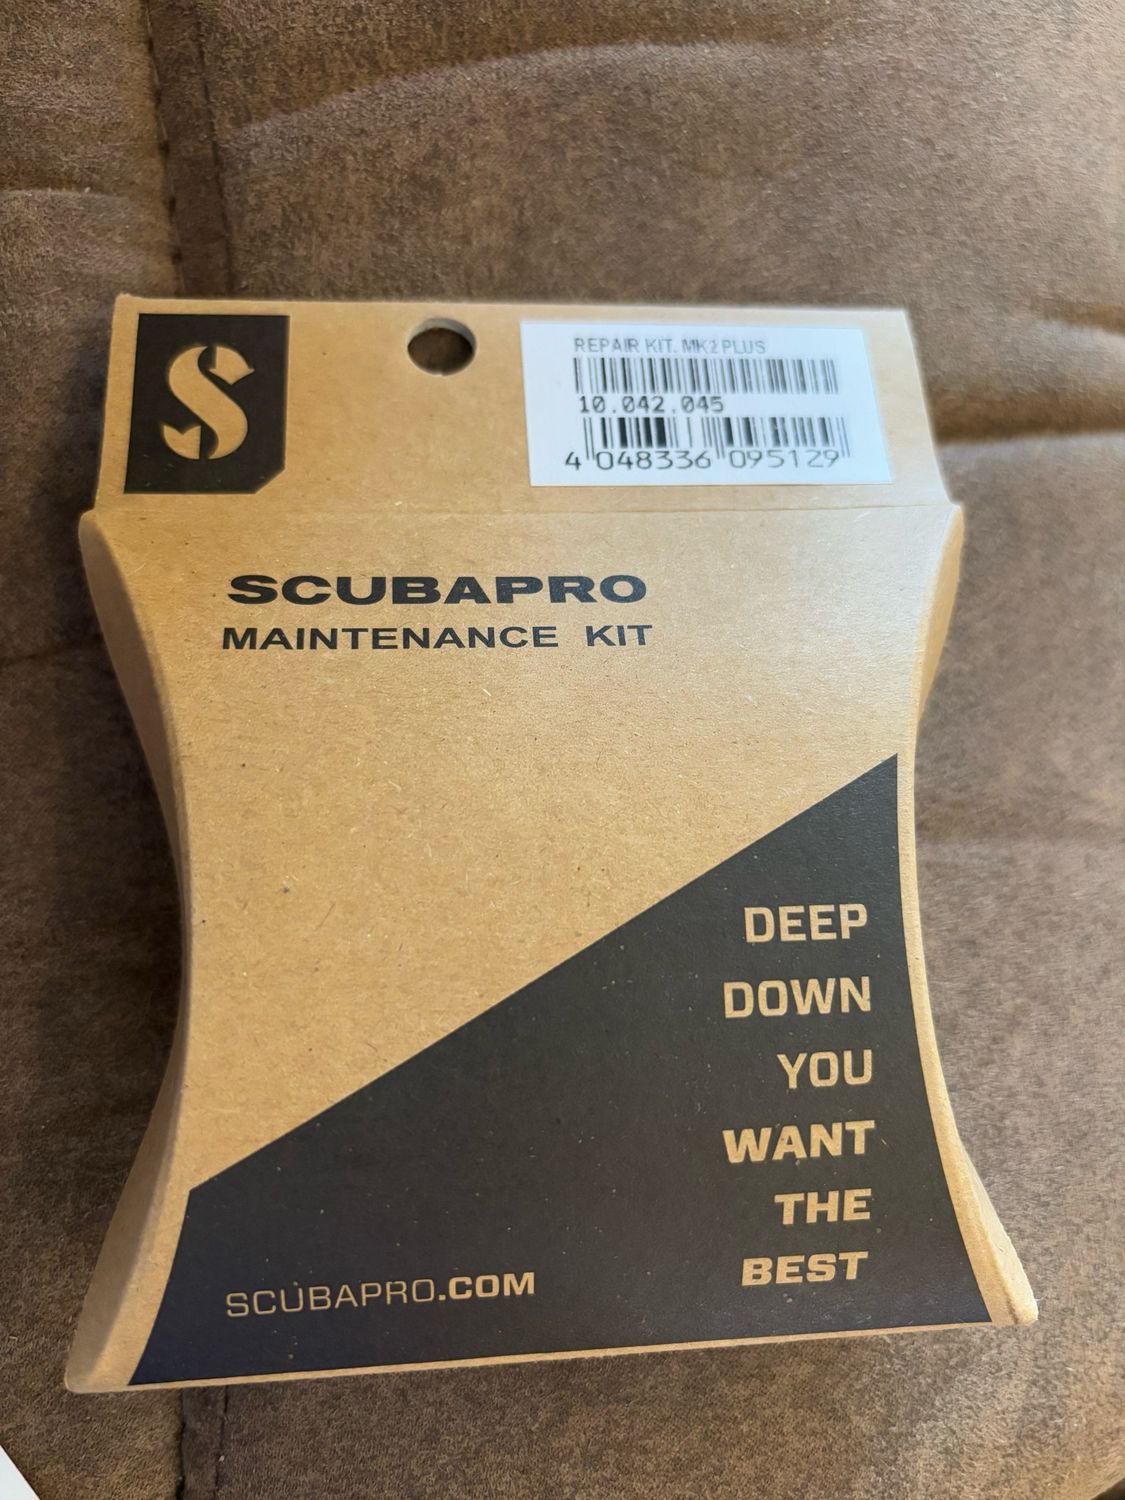 S
REPAIR KIT. MK2 PLUS
10.042.045
4 048336 095129
SCUBAPRO
MAINTENANCE KIT
DEEP
DOWN
YOU
WANT
THE
BEST
SCUBAPRO.COM